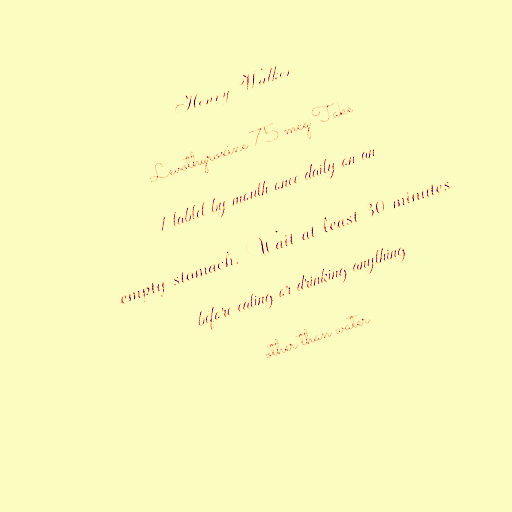 Henry Walker
Levothyroxine 75 mcg Take
1 tablet by mouth once daily on an
empty stomach. Wait at least 30 minutes
before eating or drinking anything
other than water